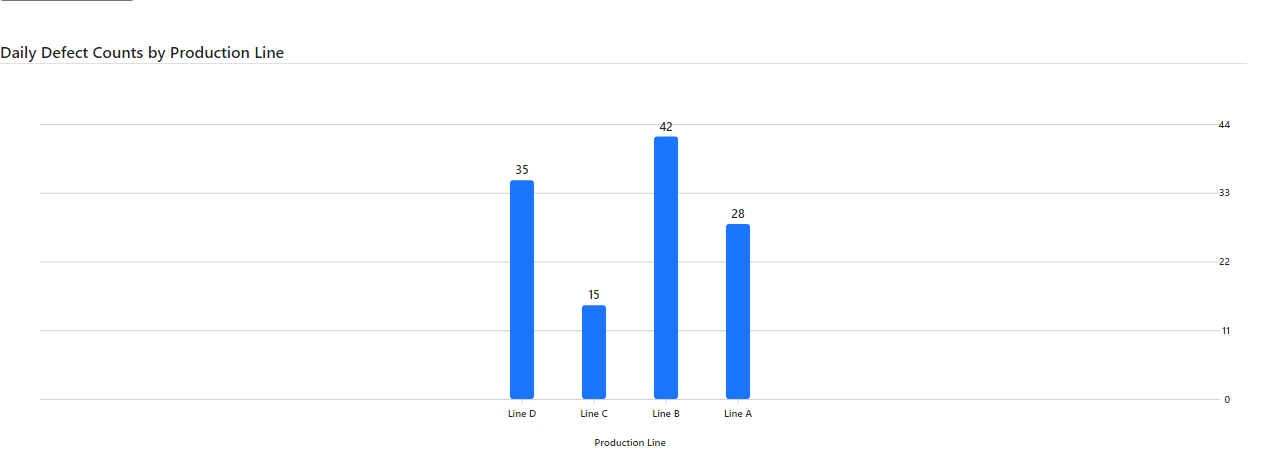 Daily Defect Counts by Production Line
44
33
22
11
0
35
15
42
28
Line D
Line C
Line B
Line A
Production Line